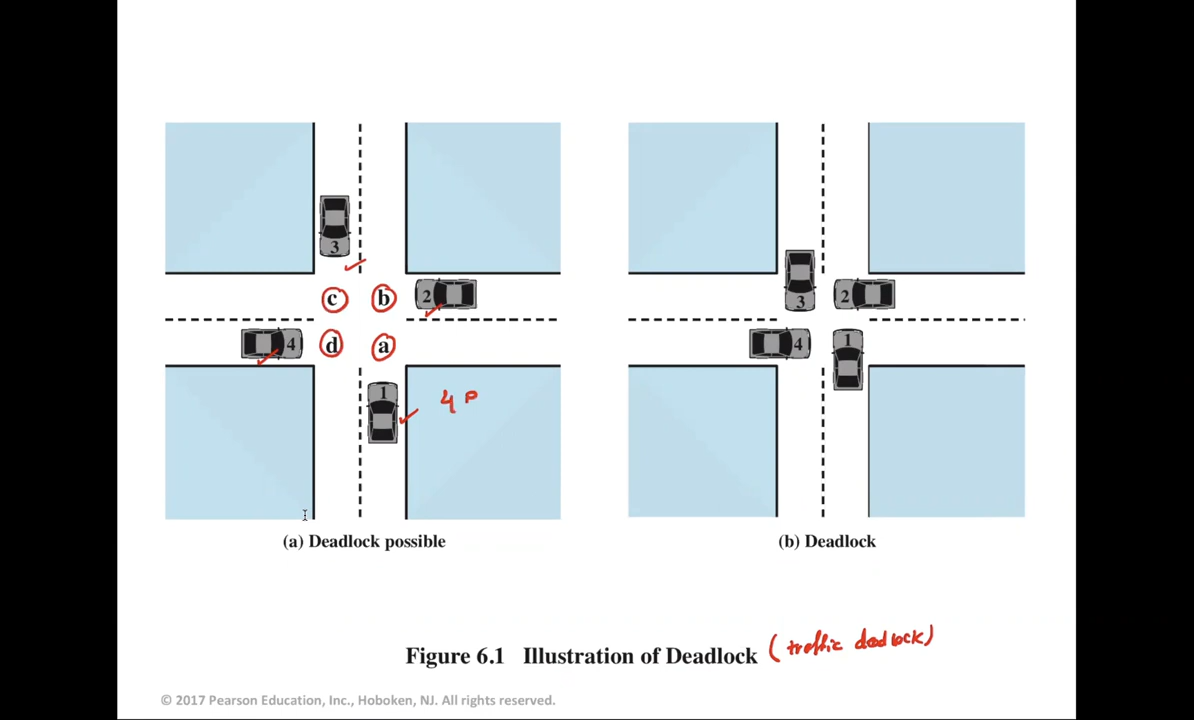 3
c b 2
4 d a
1 4 P
(a) Deadlock possible
3 2
4 1
(b) Deadlock
Figure 6.1 Illustration of Deadlock (traffic deadlock)
© 2017 Pearson Education, Inc., Hoboken, NJ. All rights reserved.